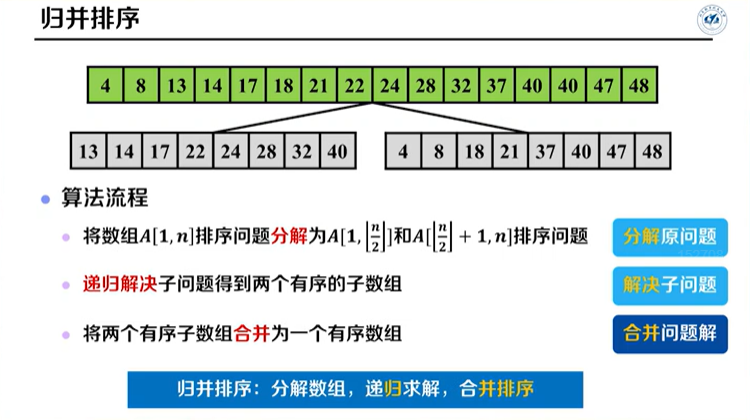 归并排序
4 8 13 14 17 18 21 22 24 28 32 37 40 40 47 48
13 14 17 22 24 28 32 40 4 8 18 21 37 40 47 48
算法流程
将数组A[1,n]排序问题分解为A[1,⌊n/2⌋]和A[⌊n/2⌋+1,n]排序问题 分解原问题
递归解决子问题得到两个有序的子数组 解决子问题
将两个有序子数组合并为一个有序数组 合并问题解
归并排序：分解数组，递归求解，合并排序